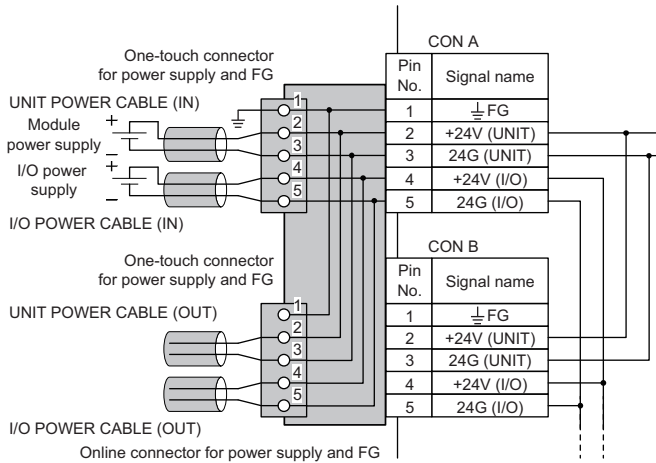 CON A
One-touch connector
for power supply and FG
Pin No. Signal name
UNIT POWER CABLE (IN)
1 FG
Module power supply
+
−
2 +24V (UNIT)
3 24G (UNIT)
I/O power supply
+
−
4 +24V (I/O)
5 24G (I/O)
1
2
3
4
5
I/O POWER CABLE (IN)
CON B
One-touch connector
for power supply and FG
Pin No. Signal name
UNIT POWER CABLE (OUT)
1 FG
2 +24V (UNIT)
3 24G (UNIT)
4 +24V (I/O)
5 24G (I/O)
1
2
3
4
5
I/O POWER CABLE (OUT)
Online connector for power supply and FG